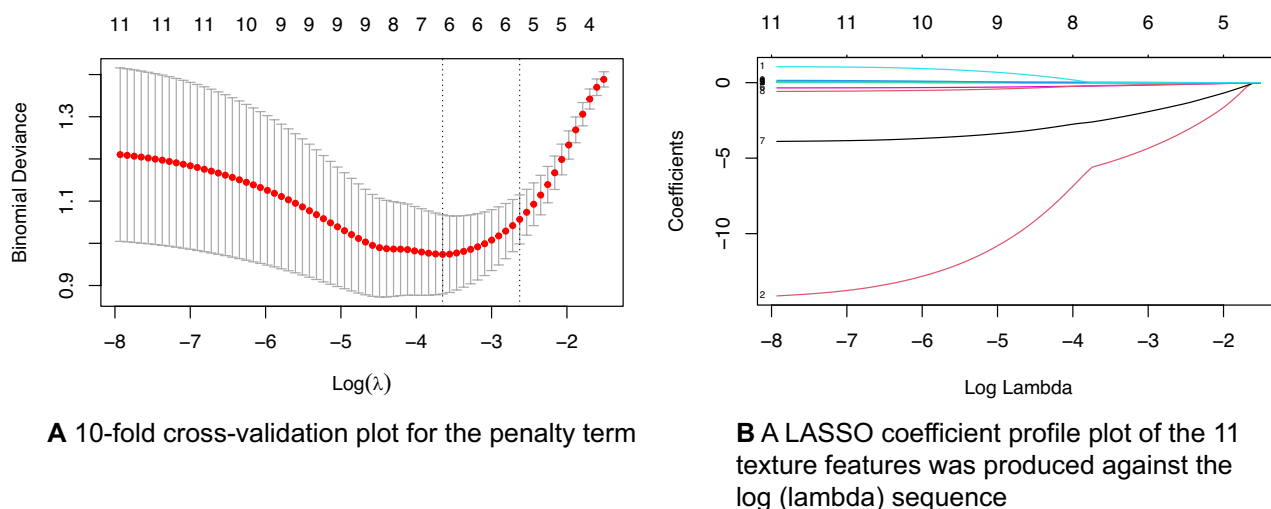 11 11 11 10 9 9 9 9 8 7 6 6 6 5 5 4
Binomial Deviance
1.3
1.1
0.9
−8 −7 −6 −5 −4 −3 −2
Log(λ)
A 10-fold cross-validation plot for the penalty term
11 11 10 9 8 6 5
Coefficients
0
−5
−10
1
8
7
2
−8 −7 −6 −5 −4 −3 −2
Log Lambda
B A LASSO coefficient profile plot of the 11
texture features was produced against the
log (lambda) sequence